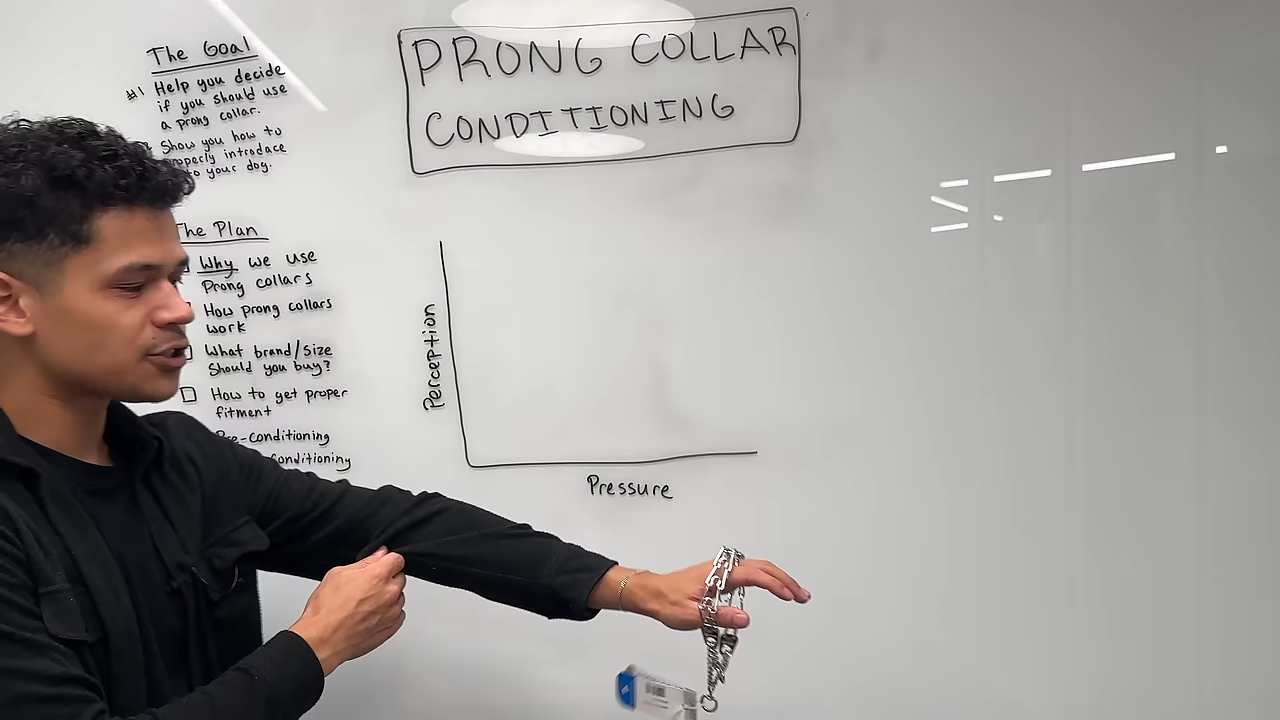 The Goal
#1 Help you decide
if you should use
a prong collar.
Show you how to
properly introdace
to your dog.
PRONG COLLAR
CONDITIONING
The Plan
Why we use
Prong collars
How prong collars
work
What brand/size
Should you buy?
How to get proper
fitment
Pre-conditioning
conditioning
Perception
Pressure